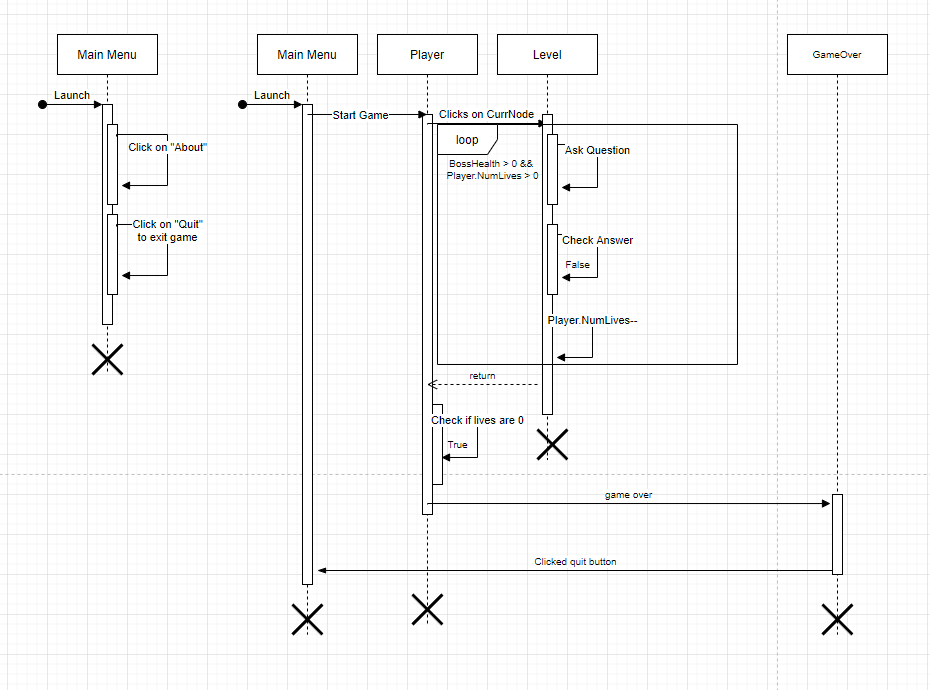 Main Menu
Main Menu
Player
Level
GameOver
Launch
Launch
Start Game
Clicks on CurrNode
loop
BossHealth > 0 &&
Player.NumLives > 0
Click on "About"
Ask Question
Click on "Quit"
to exit game
Check Answer
False
Player.NumLives--
return
Check if lives are 0
True
game over
Clicked quit button